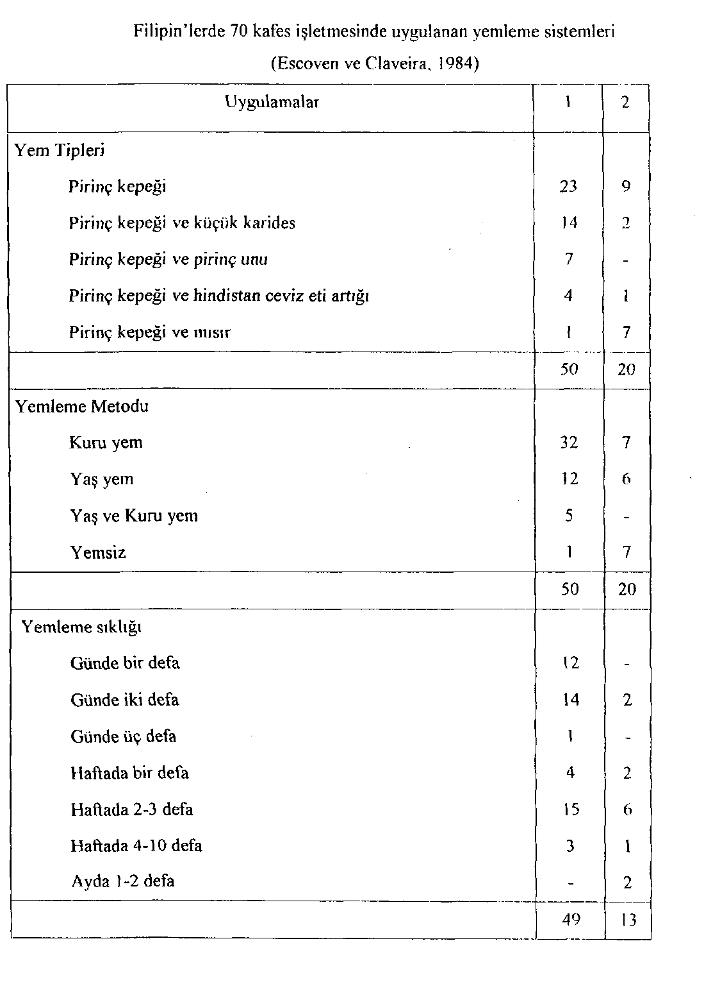 Filipin'lerde 70 kafes işletmesinde uygulanan yemleme sistemleri
(Escoven ve Claveira, 1984)
Uygulamalar 1 2
Yem Tipleri
Pirinç kepeği 23 9
Pirinç kepeği ve küçük karides 14 2
Pirinç kepeği ve pirinç unu 7 -
Pirinç kepeği ve hindistan ceviz eti artığı 4 1
Pirinç kepeği ve mısır 1 7
50 20
Yemleme Metodu
Kuru yem 32 7
Yaş yem 12 6
Yaş ve Kuru yem 5 -
Yemsiz 1 7
50 20
Yemleme sıklığı
Günde bir defa 12 -
Günde iki defa 14 2
Günde üç defa 1 -
Haftada bir defa 4 2
Haftada 2-3 defa 15 6
Haftada 4-10 defa 3 1
Ayda 1-2 defa - 2
49 13